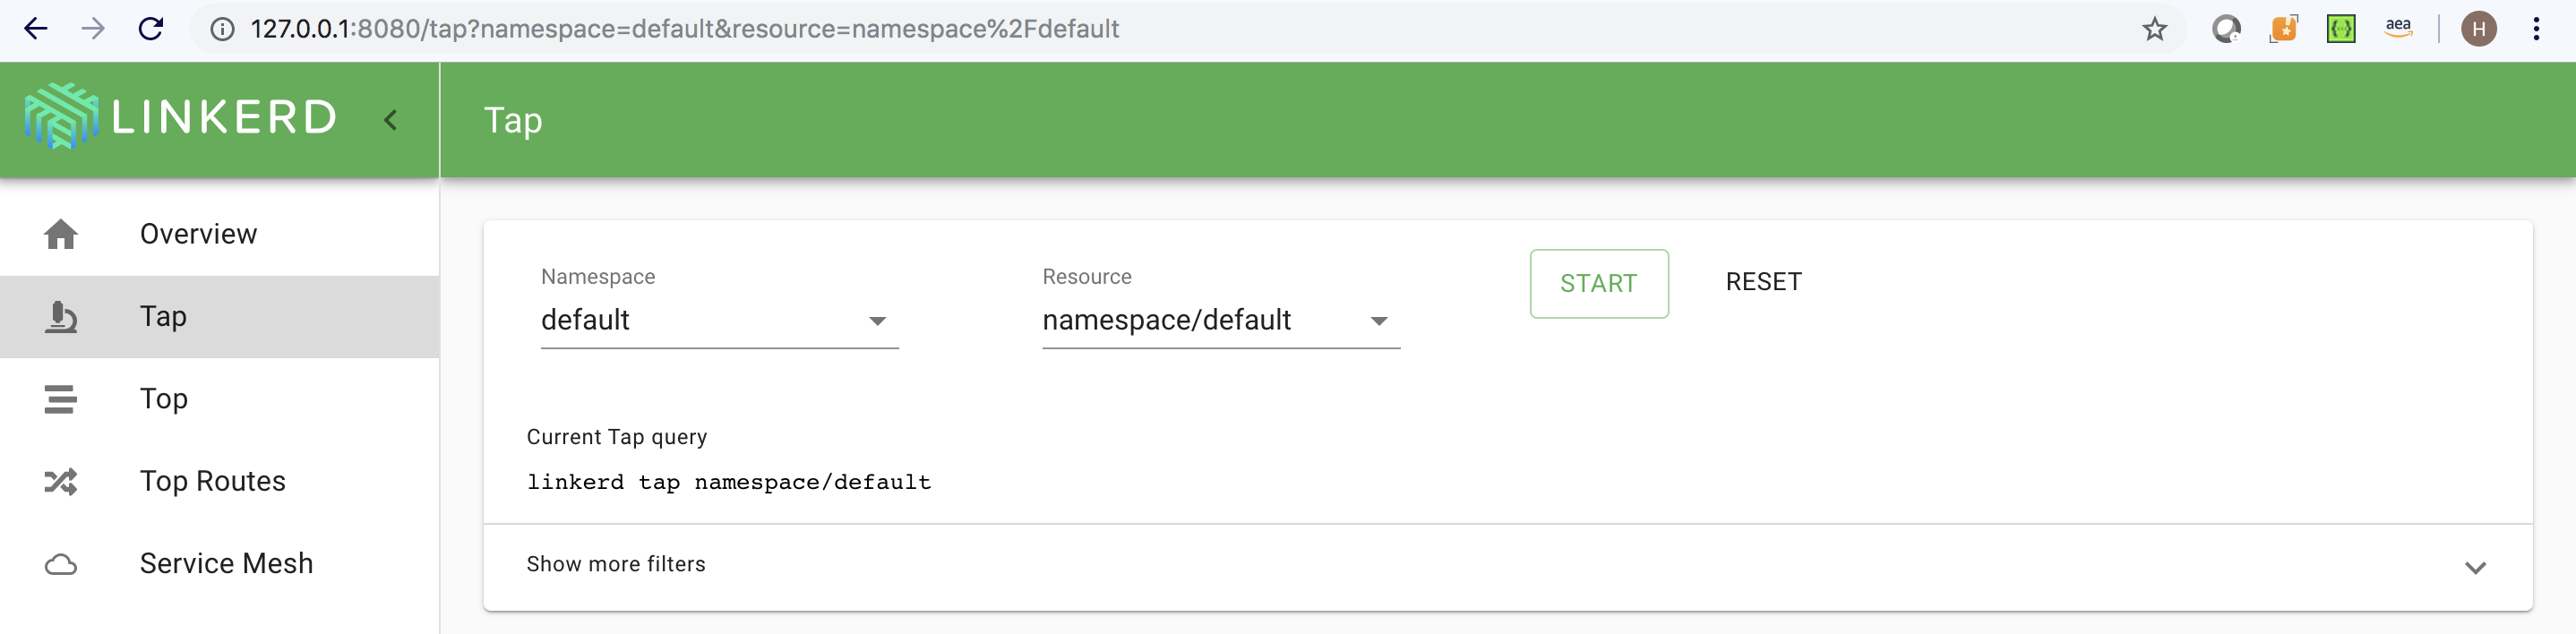 127.0.0.1:8080/tap?namespace=default&resource=namespace%2Fdefault
aea
H
LINKERD
Tap
Overview
Tap
Top
Top Routes
Service Mesh
Namespace
Resource
default
namespace/default
START
RESET
Current Tap query
linkerd tap namespace/default
Show more filters